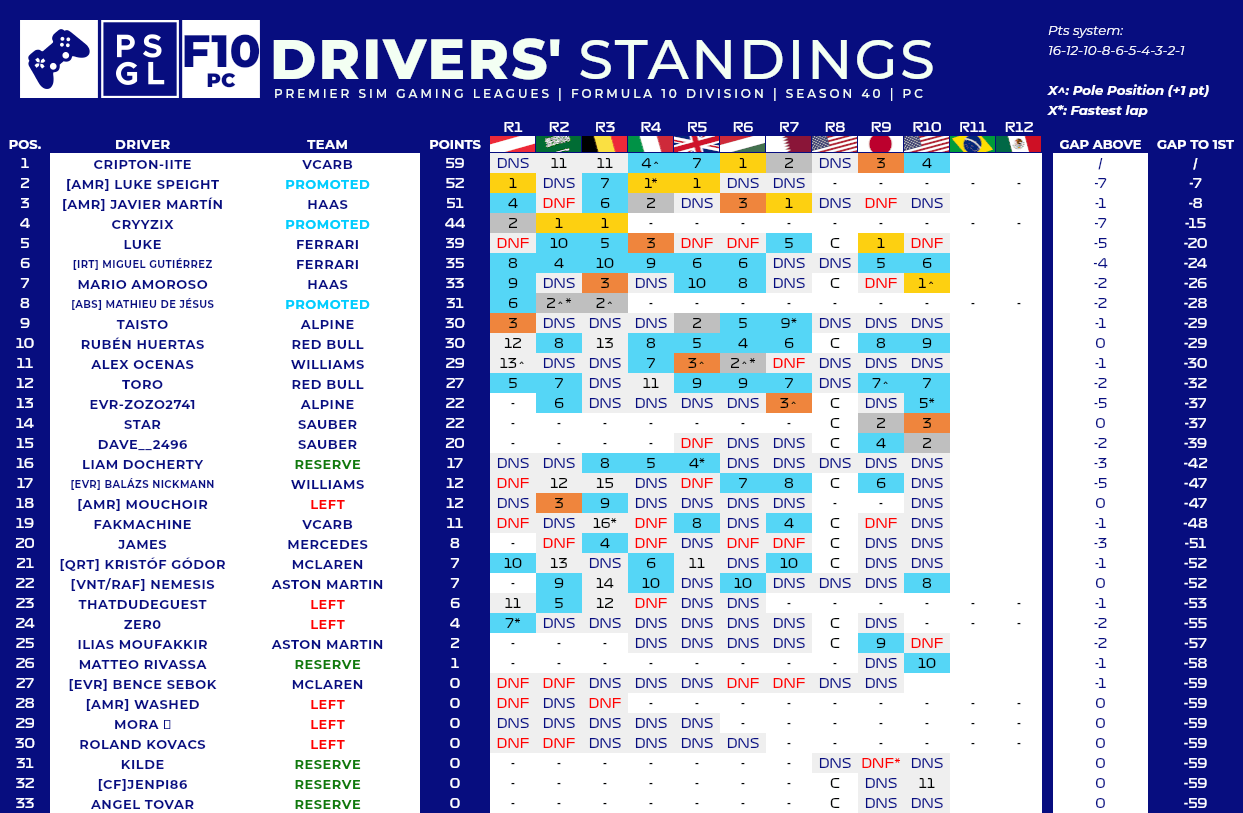 PS
GL
F10
PC
DRIVERS' STANDINGS
PREMIER SIM GAMING LEAGUES | FORMULA 10 DIVISION | SEASON 40 | PC
Pts system:
16-12-10-8-6-5-4-3-2-1
X^: Pole Position (+1 pt)
X*: Fastest lap
R1 R2 R3 R4 R5 R6 R7 R8 R9 R10 R11 R12
POS. DRIVER TEAM POINTS GAP ABOVE GAP TO 1ST
1 CRIPTON-IITE VCARB 59 DNS 11 11 4^ 7 1 2 DNS 3 4 / /
2 [AMR] LUKE SPEIGHT PROMOTED 52 1 DNS 7 1* 1 DNS DNS - - - - - -7 -7
3 [AMR] JAVIER MARTÍN HAAS 51 4 DNF 6 2 DNS 3 1 DNS DNF DNS -1 -8
4 CRYYZIX PROMOTED 44 2 1 1 - - - - - - - - - -7 -15
5 LUKE FERRARI 39 DNF 10 5 3 DNF DNF 5 C 1 DNF -5 -20
6 [IRT] MIGUEL GUTIÉRREZ FERRARI 35 8 4 10 9 6 6 DNS DNS 5 6 -4 -24
7 MARIO AMOROSO HAAS 33 9 DNS 3 DNS 10 8 DNS C DNF 1^ -2 -26
8 [ABS] MATHIEU DE JÉSUS PROMOTED 31 6 2^* 2^ - - - - - - - - - -2 -28
9 TAISTO ALPINE 30 3 DNS DNS DNS 2 5 9* DNS DNS DNS -1 -29
10 RUBÉN HUERTAS RED BULL 30 12 8 13 8 5 4 6 C 8 9 0 -29
11 ALEX OCENAS WILLIAMS 29 13^ DNS DNS 7 3^ 2^* DNF DNS DNS DNS -1 -30
12 TORO RED BULL 27 5 7 DNS 11 9 9 7 DNS 7^ 7 -2 -32
13 EVR-ZOZO2741 ALPINE 22 - 6 DNS DNS DNS DNS 3^ C DNS 5* -5 -37
14 STAR SAUBER 22 - - - - - - - C 2 3 0 -37
15 DAVE__2496 SAUBER 20 - - - - DNF DNS DNS C 4 2 -2 -39
16 LIAM DOCHERTY RESERVE 17 DNS DNS 8 5 4* DNS DNS DNS DNS DNS -3 -42
17 [EVR] BALÁZS NICKMANN WILLIAMS 12 DNF 12 15 DNS DNF 7 8 C 6 DNS -5 -47
18 [AMR] MOUCHOIR LEFT 12 DNS 3 9 DNS DNS DNS DNS - - DNS 0 -47
19 FAKMACHINE VCARB 11 DNF DNS 16* DNF 8 DNS 4 C DNF DNS -1 -48
20 JAMES MERCEDES 8 - DNF 4 DNF DNS DNF DNF C DNS DNS -3 -51
21 [QRT] KRISTÓF GÓDOR MCLAREN 7 10 13 DNS 6 11 DNS 10 C DNS DNS -1 -52
22 [VNT/RAF] NEMESIS ASTON MARTIN 7 - 9 14 10 DNS 10 DNS DNS DNS 8 0 -52
23 THATDUDEGUEST LEFT 6 11 5 12 DNF DNS DNS - - - - - - -1 -53
24 ZER0 LEFT 4 7* DNS DNS DNS DNS DNS DNS C DNS - - - -2 -55
25 ILIAS MOUFAKKIR ASTON MARTIN 2 - - - DNS DNS DNS DNS C 9 DNF -2 -57
26 MATTEO RIVASSA RESERVE 1 - - - - - - - - DNS 10 -1 -58
27 [EVR] BENCE SEBOK MCLAREN 0 DNF DNF DNS DNS DNS DNF DNF DNS DNS -1 -59
28 [AMR] WASHED LEFT 0 DNF DNS DNF - - - - - - - - - 0 -59
29 MORA ▯ LEFT 0 DNS DNS DNS DNS DNS - - - - - - - 0 -59
30 ROLAND KOVACS LEFT 0 DNF DNF DNS DNS DNS DNS - - - - - - 0 -59
31 KILDE RESERVE 0 - - - - - - - DNS DNF* DNS 0 -59
32 [CF]JENPI86 RESERVE 0 - - - - - - - C DNS 11 0 -59
33 ANGEL TOVAR RESERVE 0 - - - - - - - C DNS DNS 0 -59